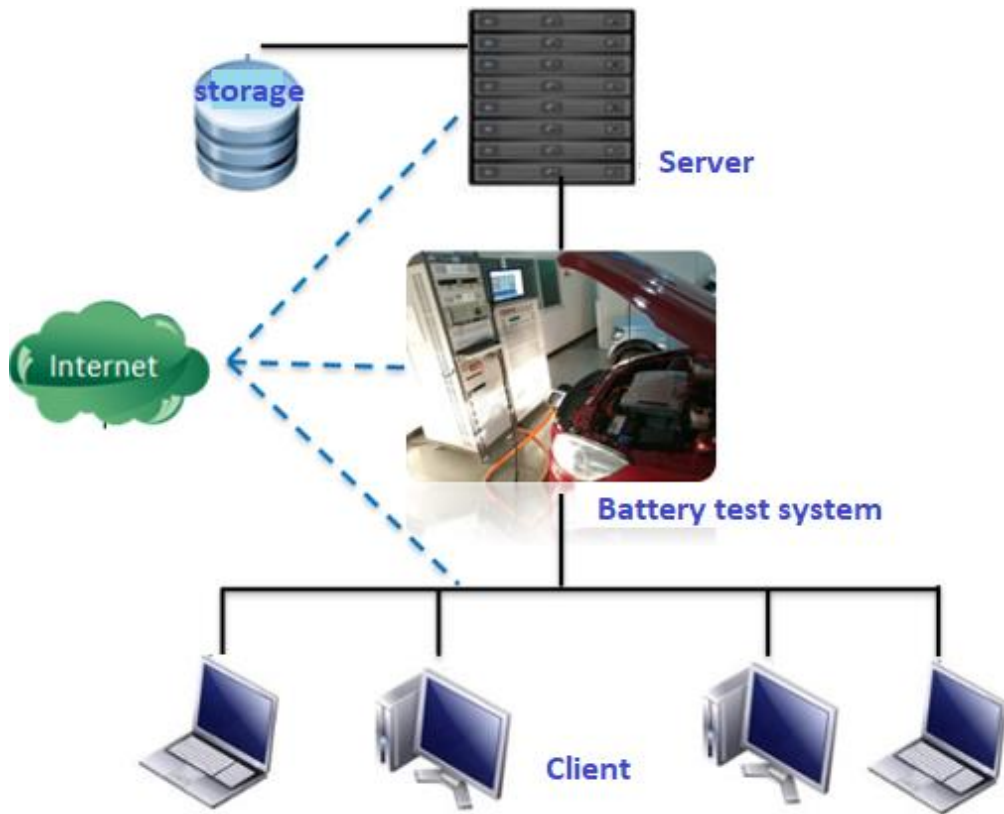 storage
Server
Internet
Battery test system
Client